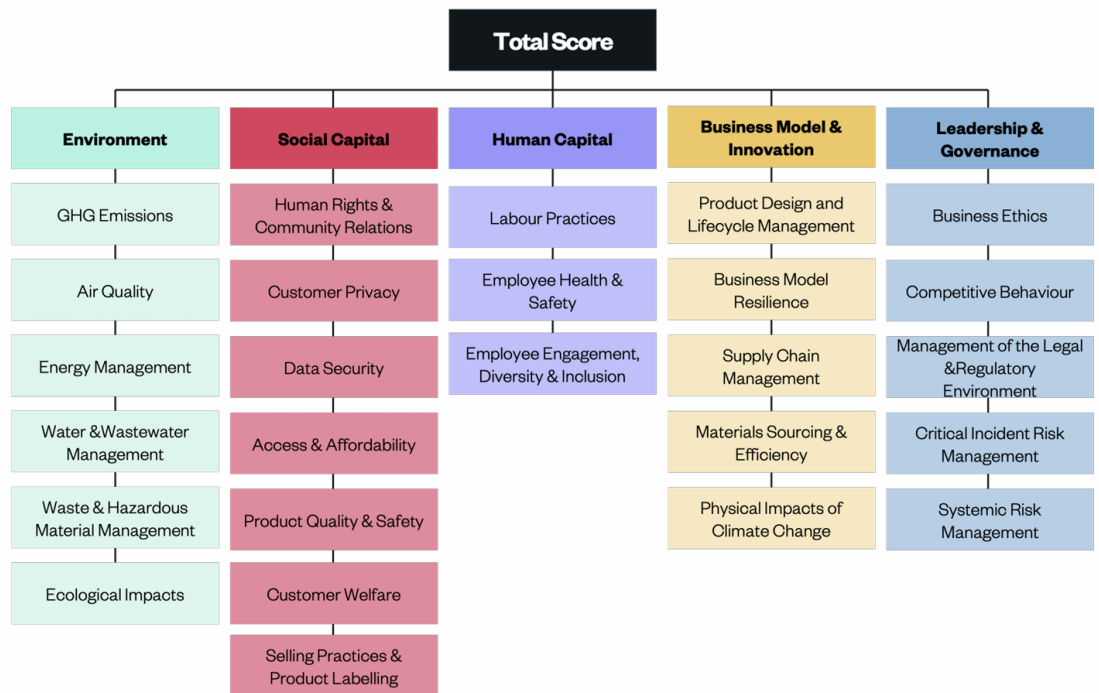 Total Score
Environment
GHG Emissions
Air Quality
Energy Management
Water &Wastewater
Management
Waste & Hazardous
Material Management
Ecological Impacts
Social Capital
Human Rights &
Community Relations
Customer Privacy
Data Security
Access & Affordability
Product Quality & Safety
Customer Welfare
Selling Practices &
Product Labelling
Human Capital
Labour Practices
Employee Health &
Safety
Employee Engagement,
Diversity & Inclusion
Business Model &
Innovation
Product Design and
Lifecycle Management
Business Model
Resilience
Supply Chain
Management
Materials Sourcing &
Efficiency
Physical Impacts of
Climate Change
Leadership &
Governance
Business Ethics
Competitive Behaviour
Management of the Legal
&Regulatory
Environment
Critical Incident Risk
Management
Systemic Risk
Management